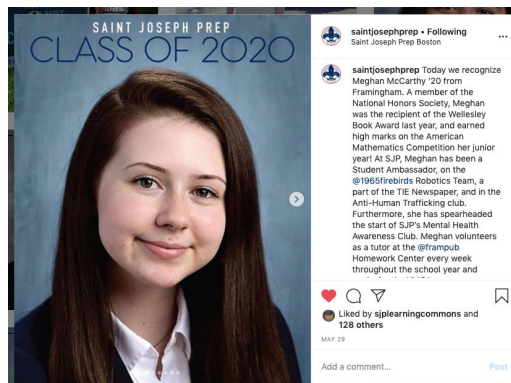 SAINT JOSEPH PREP
CLASS OF 2020
saintjosephprep • Following
Saint Joseph Prep Boston
saintjosephprep Today we recognize
Meghan McCarthy '20 from
Framingham. A member of the
National Honors Society, Meghan
was the recipient of the Wellesley
Book Award last year, and earned
high marks on the American
Mathematics Competition her junior
year! At SJP, Meghan has been a
Student Ambassador, on the
@1965firebirds Robotics Team, a
part of the TIE Newspaper, and in the
Anti-Human Trafficking club.
Furthermore, she has spearheaded
the start of SJP's Mental Health
Awareness Club. Meghan volunteers
as a tutor at the @frampub
Homework Center every week
throughout the school year and
Liked by sjplearningcommons and
128 others
MAY 29
Add a comment...
Post